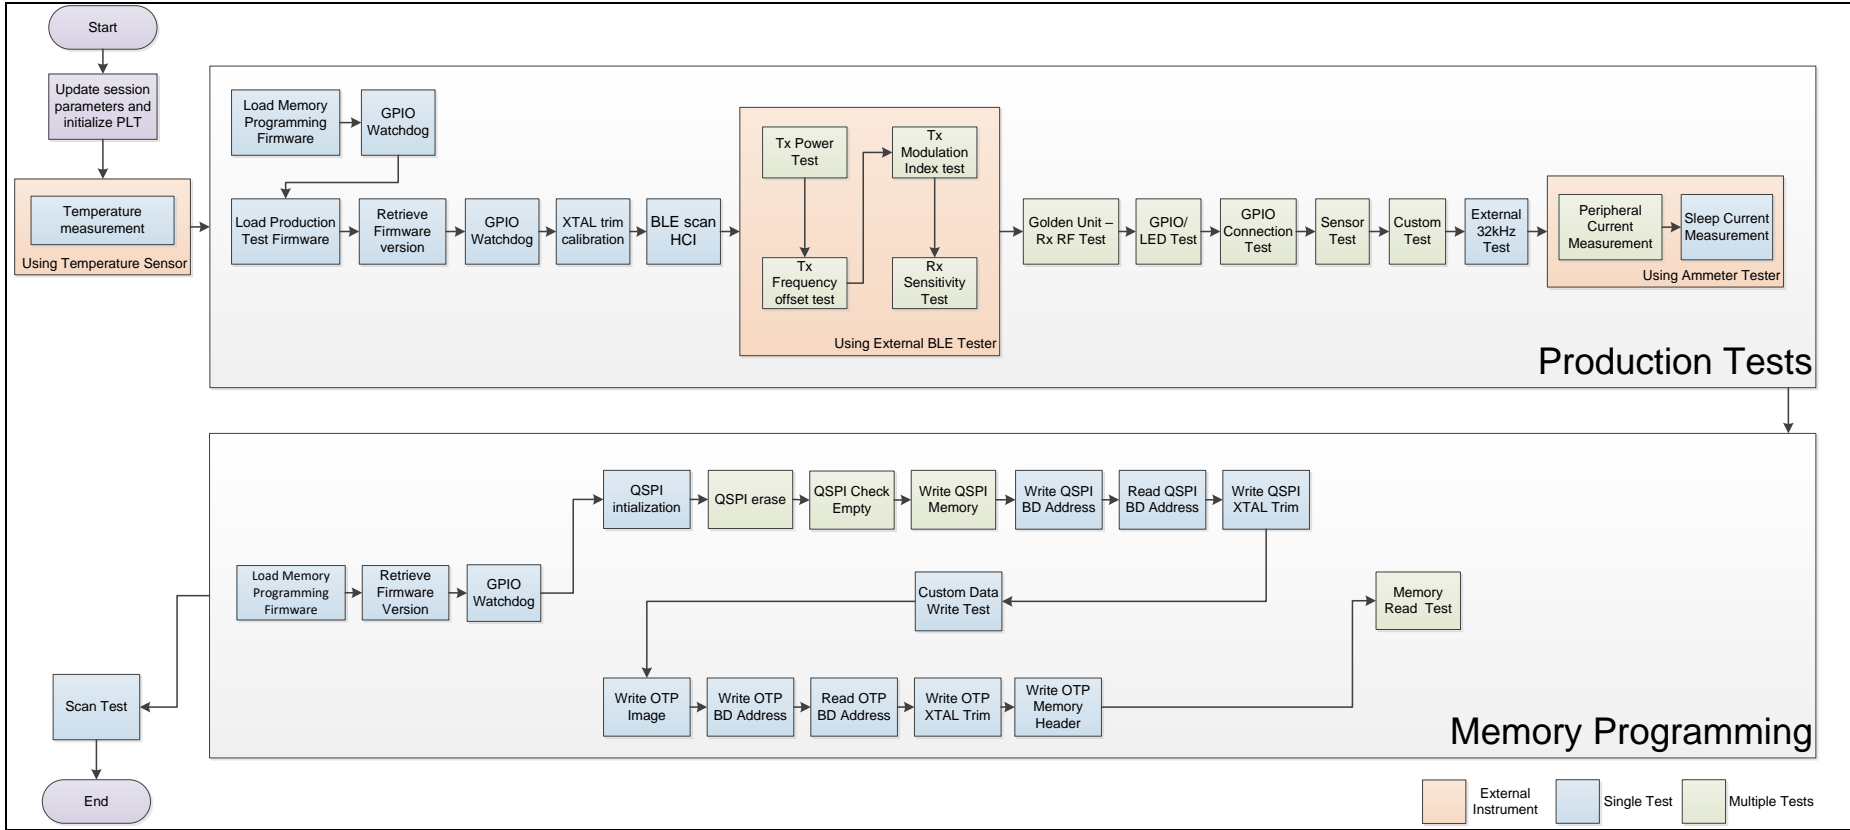 Start
Update session
parameters and
initialize PLT
Temperature
measurement
Using Temperature Sensor
Load Memory
Programming
Firmware
GPIO
Watchdog
Load Production
Test Firmware
Retrieve
Firmware
version
GPIO
Watchdog
XTAL trim
calibration
BLE scan
HCI
Tx Power
Test
Tx
Frequency
offset test
Tx
Modulation
Index test
Rx
Sensitivity
Test
Using External BLE Tester
Golden Unit –
Rx RF Test
GPIO/
LED Test
GPIO
Connection
Test
Sensor
Test
Custom
Test
External
32kHz
Test
Peripheral
Current
Measurement
Sleep Current
Measurement
Using Ammeter Tester
Production Tests
Load Memory
Programming
Firmware
Retrieve
Firmware
Version
GPIO
Watchdog
QSPI
intialization
QSPI erase
QSPI Check
Empty
Write QSPI
Memory
Write QSPI
BD Address
Read QSPI
BD Address
Write QSPI
XTAL Trim
Custom Data
Write Test
Write OTP
Image
Write OTP
BD Address
Read OTP
BD Address
Write OTP
XTAL Trim
Write OTP
Memory
Header
Memory
Read Test
Memory Programming
Scan Test
End
External
Instrument
Single Test
Multiple Tests